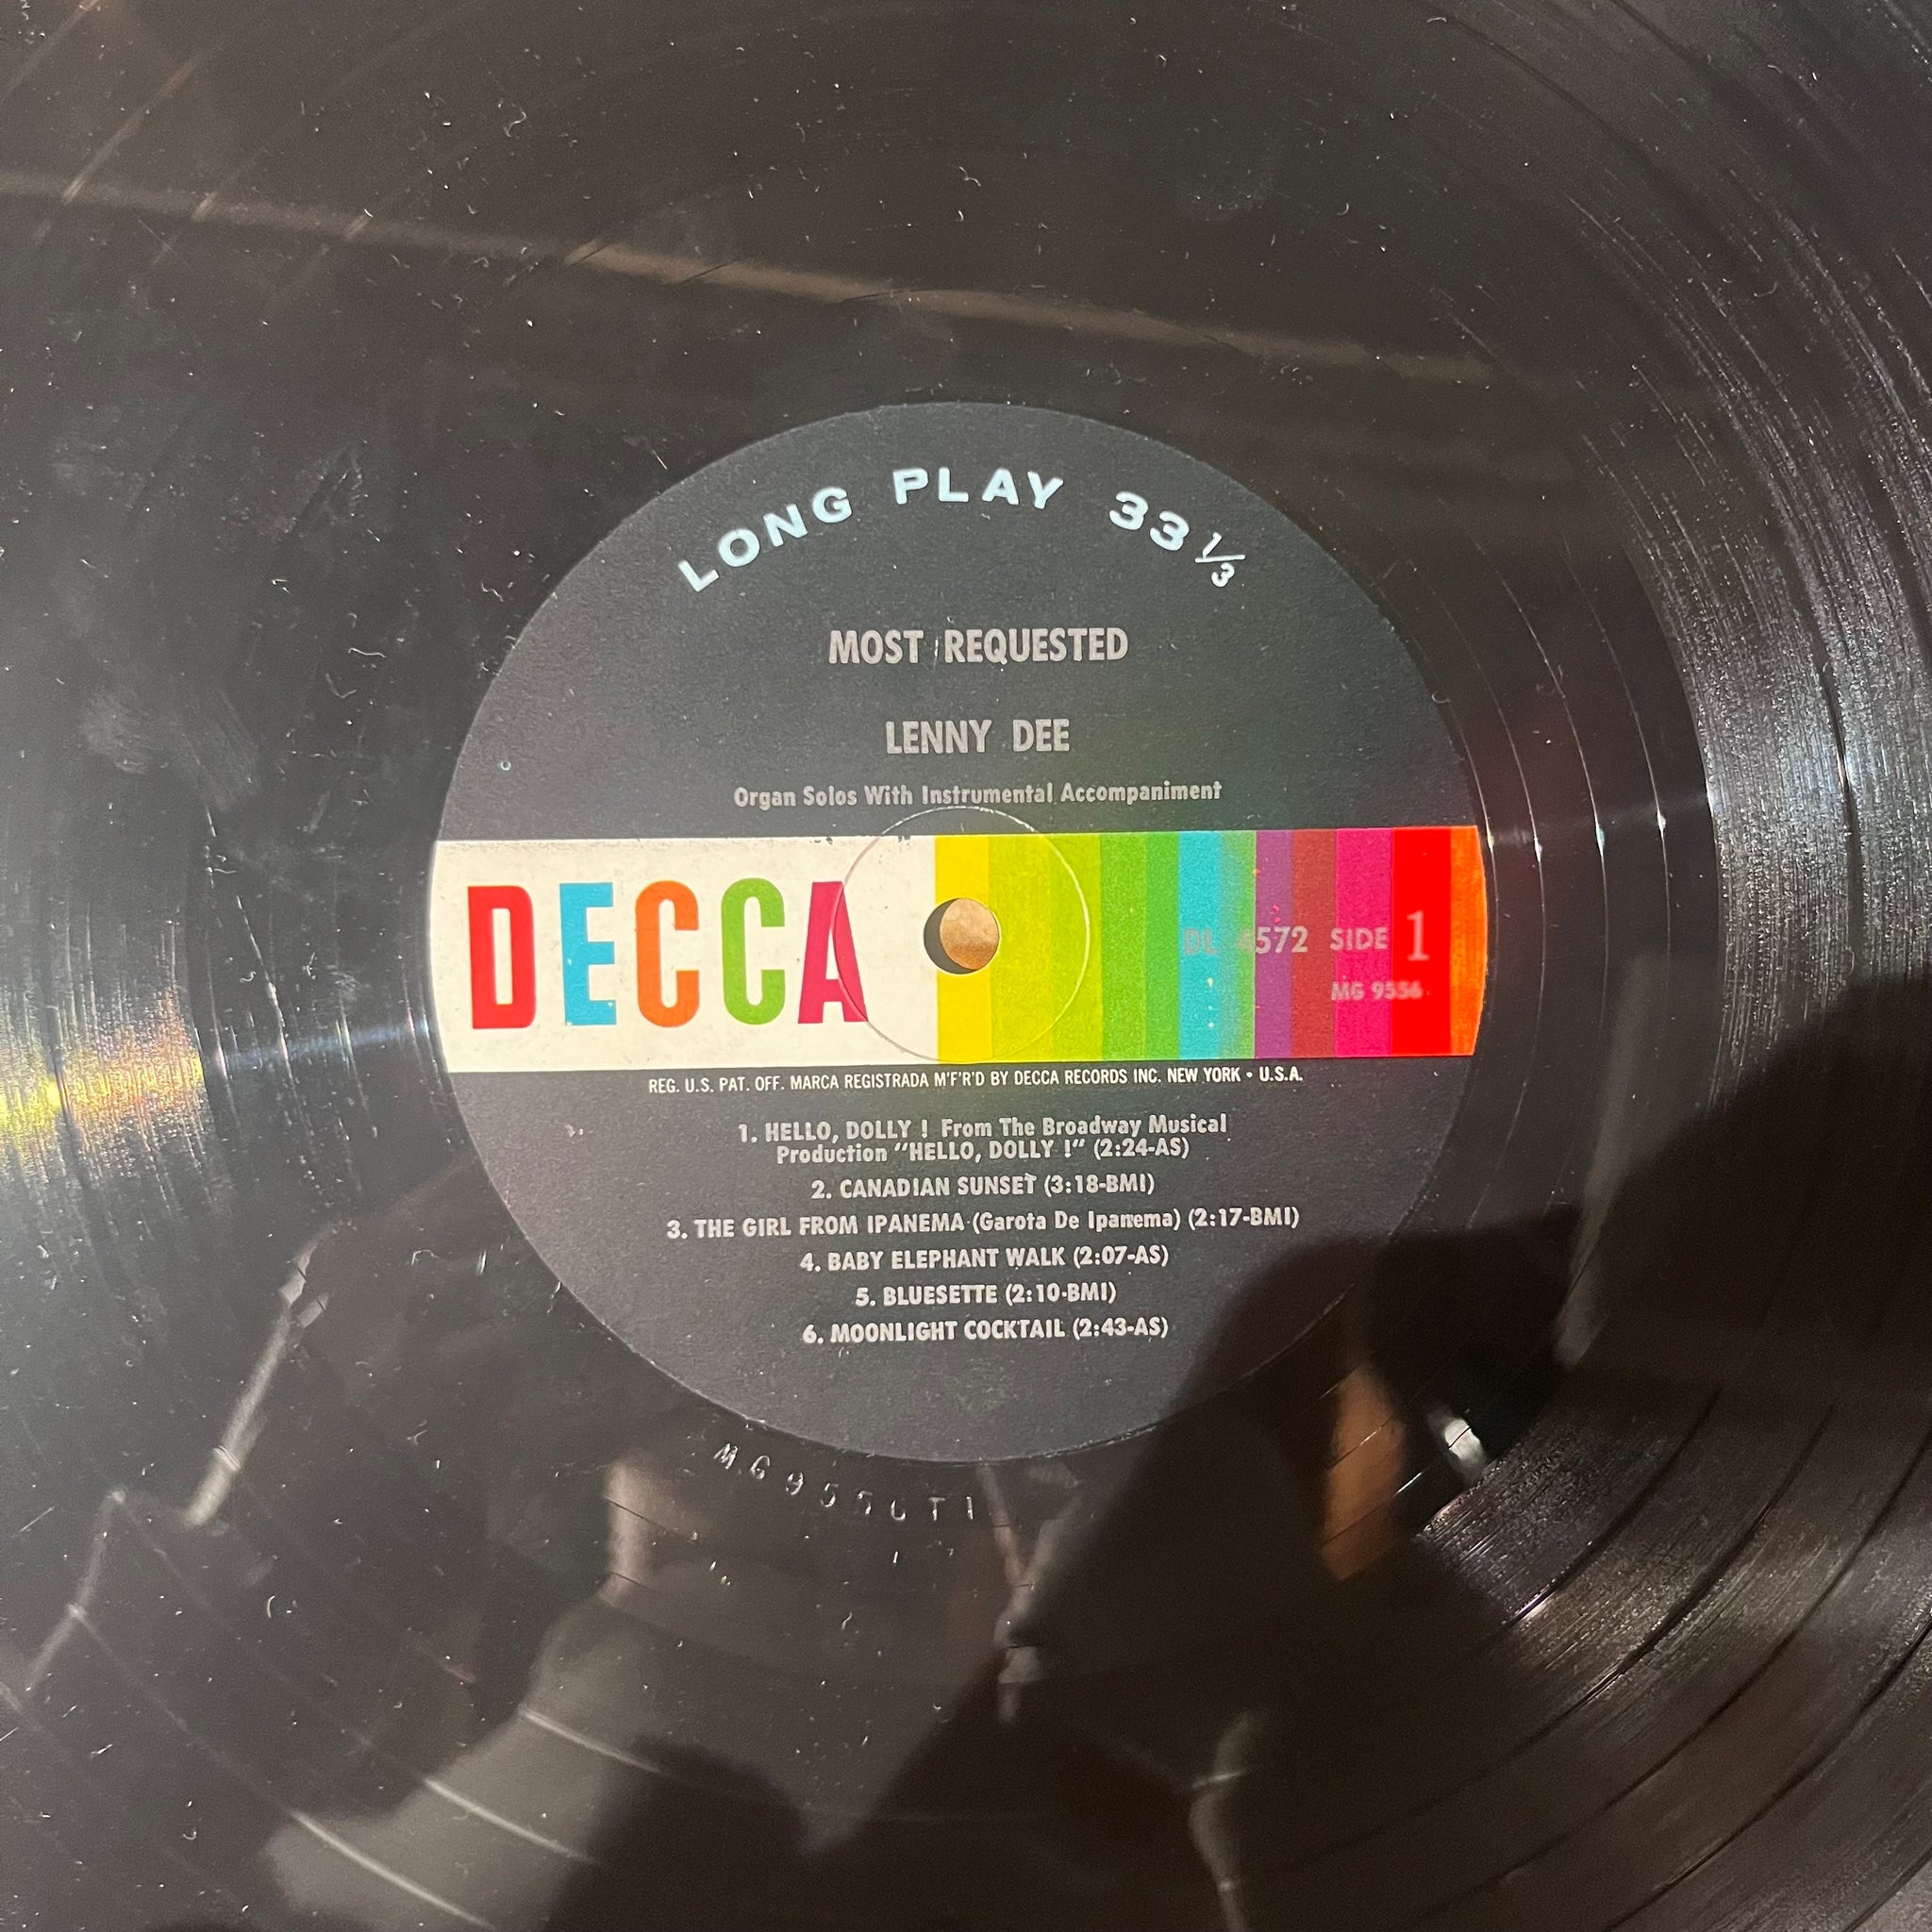 LONG PLAY 33 1/3
MOST REQUESTED
LENNY DEE
Organ Solos With Instrumental Accompaniment
DECCA
DL 4572 SIDE 1
MG 9556
REG. U.S. PAT. OFF. MARCA REGISTRADA M'F'R'D BY DECCA RECORDS INC. NEW YORK • U.S.A.
1. HELLO, DOLLY ! From The Broadway Musical
Production "HELLO, DOLLY !" (2:24-AS)
2. CANADIAN SUNSET (3:18-BMI)
3. THE GIRL FROM IPANEMA (Garota De Ipanema) (2:17-BMI)
4. BABY ELEPHANT WALK (2:07-AS)
5. BLUESETTE (2:10-BMI)
6. MOONLIGHT COCKTAIL (2:43-AS)